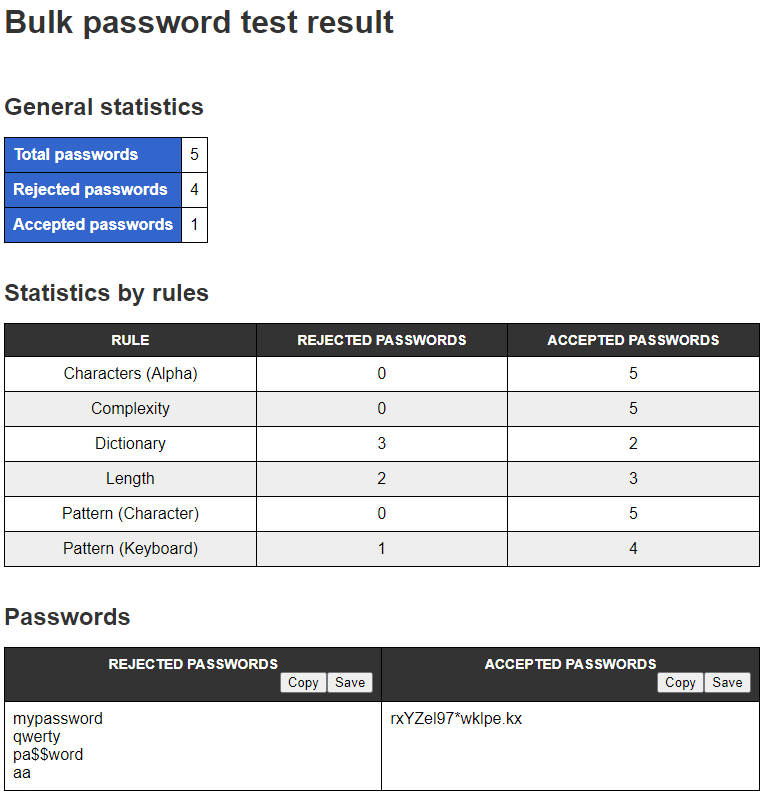 Bulk password test result
General statistics
Total passwords 5
Rejected passwords 4
Accepted passwords 1
Statistics by rules
RULE REJECTED PASSWORDS ACCEPTED PASSWORDS
Characters (Alpha) 0 5
Complexity 0 5
Dictionary 3 2
Length 2 3
Pattern (Character) 0 5
Pattern (Keyboard) 1 4
Passwords
REJECTED PASSWORDS ACCEPTED PASSWORDS
Copy Save Copy Save
mypassword rxYZel97*wklpe.kx
qwerty
pa$$word
aa